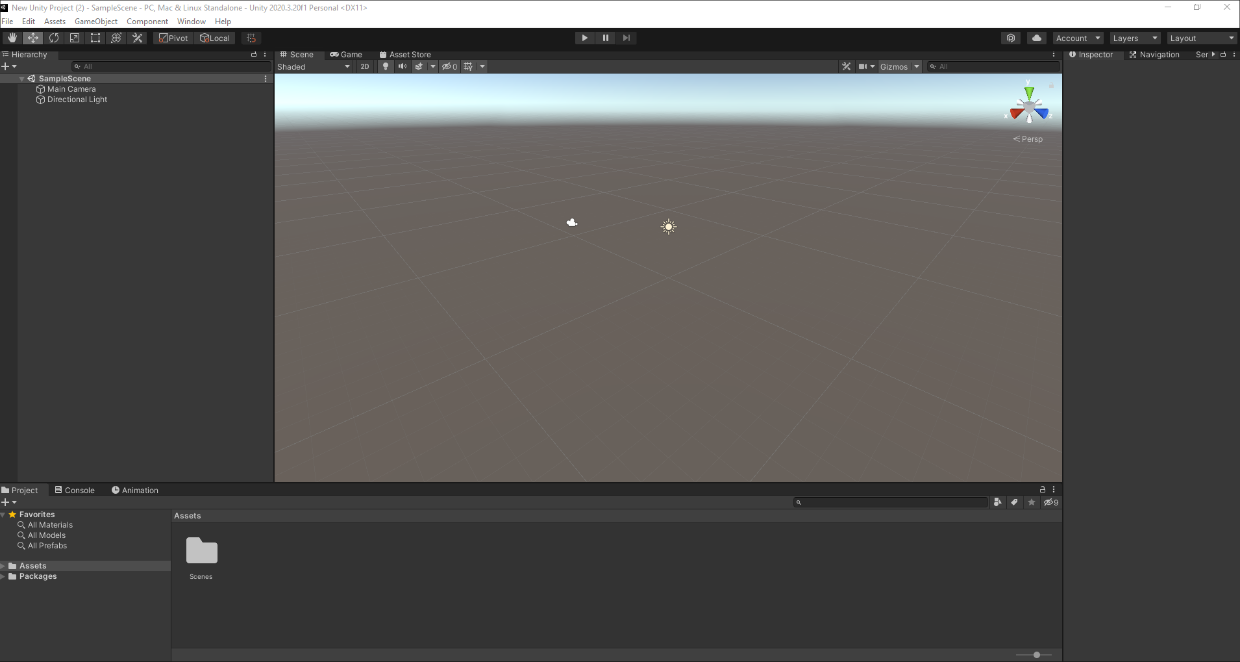 New Unity Project (2) - SampleScene - PC, Mac & Linux Standalone - Unity 2020.3.20f1 Personal <DX11>
File Edit Assets GameObject Component Window Help
Pivot Local Account Layers Layout
Hierarchy Scene Game Asset Store Inspector Navigation Ser
All Shaded 2D 0 Gizmos All
SampleScene
Main Camera
Directional Light
y
x z
Persp
Project Console Animation
9
Favorites Assets
All Materials
All Models
All Prefabs
Assets
Packages
Scenes